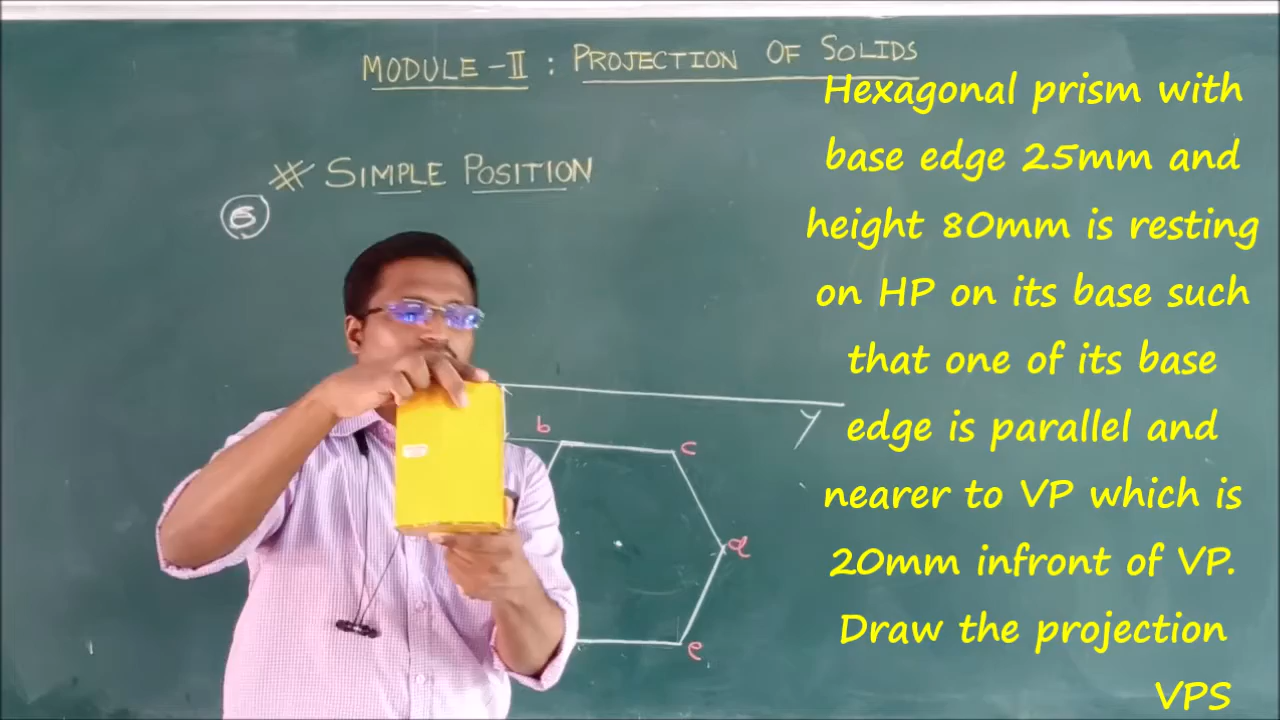 MODULE-II : PROJECTION OF SOLIDS
# SIMPLE POSITION
6
Hexagonal prism with
base edge 25mm and
height 80mm is resting
on HP on its base such
that one of its base
edge is parallel and
nearer to VP which is
20mm infront of VP.
Draw the projection
VPS
Y
b
c
d
e